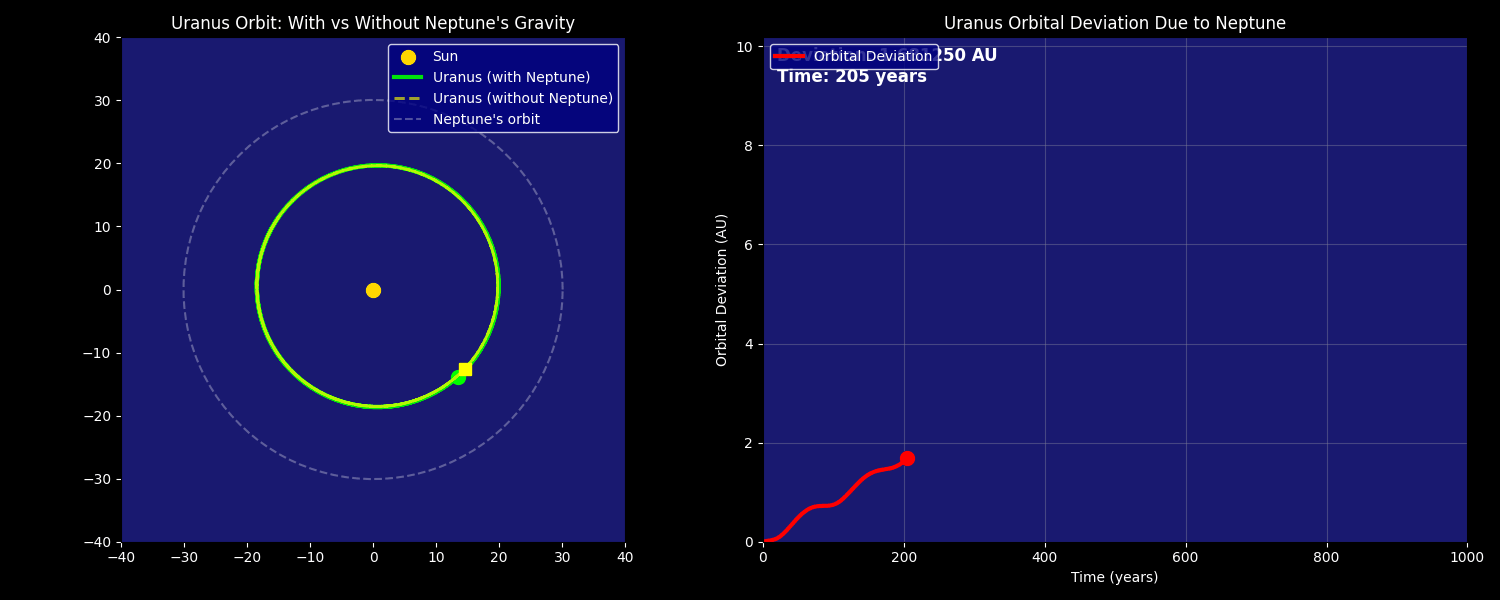 Uranus Orbit: With vs Without Neptune's Gravity
40
30
20
10
0
−10
−20
−30
−40
−40 −30 −20 −10 0 10 20 30 40
Sun
Uranus (with Neptune)
Uranus (without Neptune)
Neptune's orbit
Uranus Orbital Deviation Due to Neptune
Orbital Deviation (AU)
10
8
6
4
2
0
0 200 400 600 800 1000
Time (years)
Deviation: 250 AU
Orbital Deviation
Time: 205 years